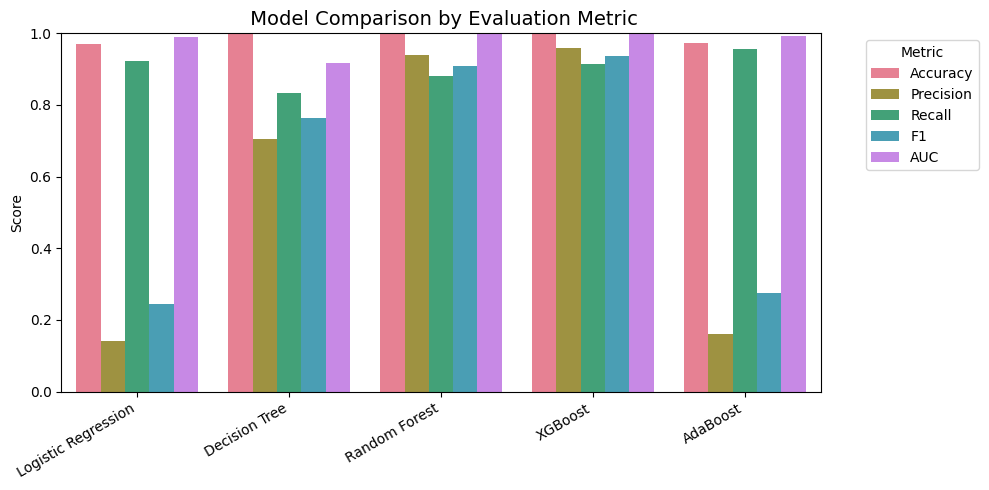 Model Comparison by Evaluation Metric
Score
1.0
0.8
0.6
0.4
0.2
0.0
Logistic Regression
Decision Tree
Random Forest
XGBoost
AdaBoost
Metric
Accuracy
Precision
Recall
F1
AUC